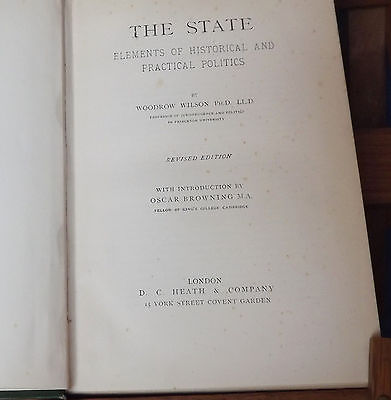 THE STATE
ELEMENTS OF HISTORICAL AND
PRACTICAL POLITICS
BY
WOODROW WILSON PH.D. LL.D.
PROFESSOR OF JURISPRUDENCE AND POLITICS
IN PRINCETON UNIVERSITY
REVISED EDITION
WITH INTRODUCTION BY
OSCAR BROWNING M.A.
FELLOW OF KING'S COLLEGE CAMBRIDGE
LONDON
D. C. HEATH & COMPANY
15 YORK STREET COVENT GARDEN